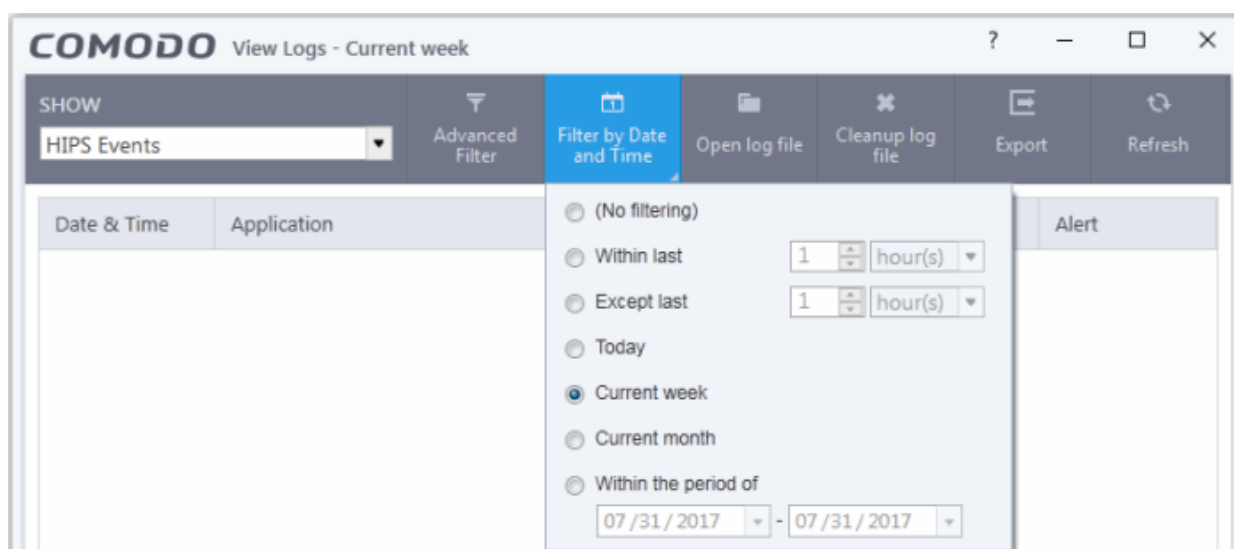 COMODO View Logs - Current week ?
SHOW
HIPS Events
Advanced
Filter
Filter by Date
and Time
Open log file
Cleanup log
file
Export
Refresh
Date & Time Application Alert
(No filtering)
Within last 1 hour(s)
Except last 1 hour(s)
Today
Current week
Current month
Within the period of
07/31/2017 - 07/31/2017